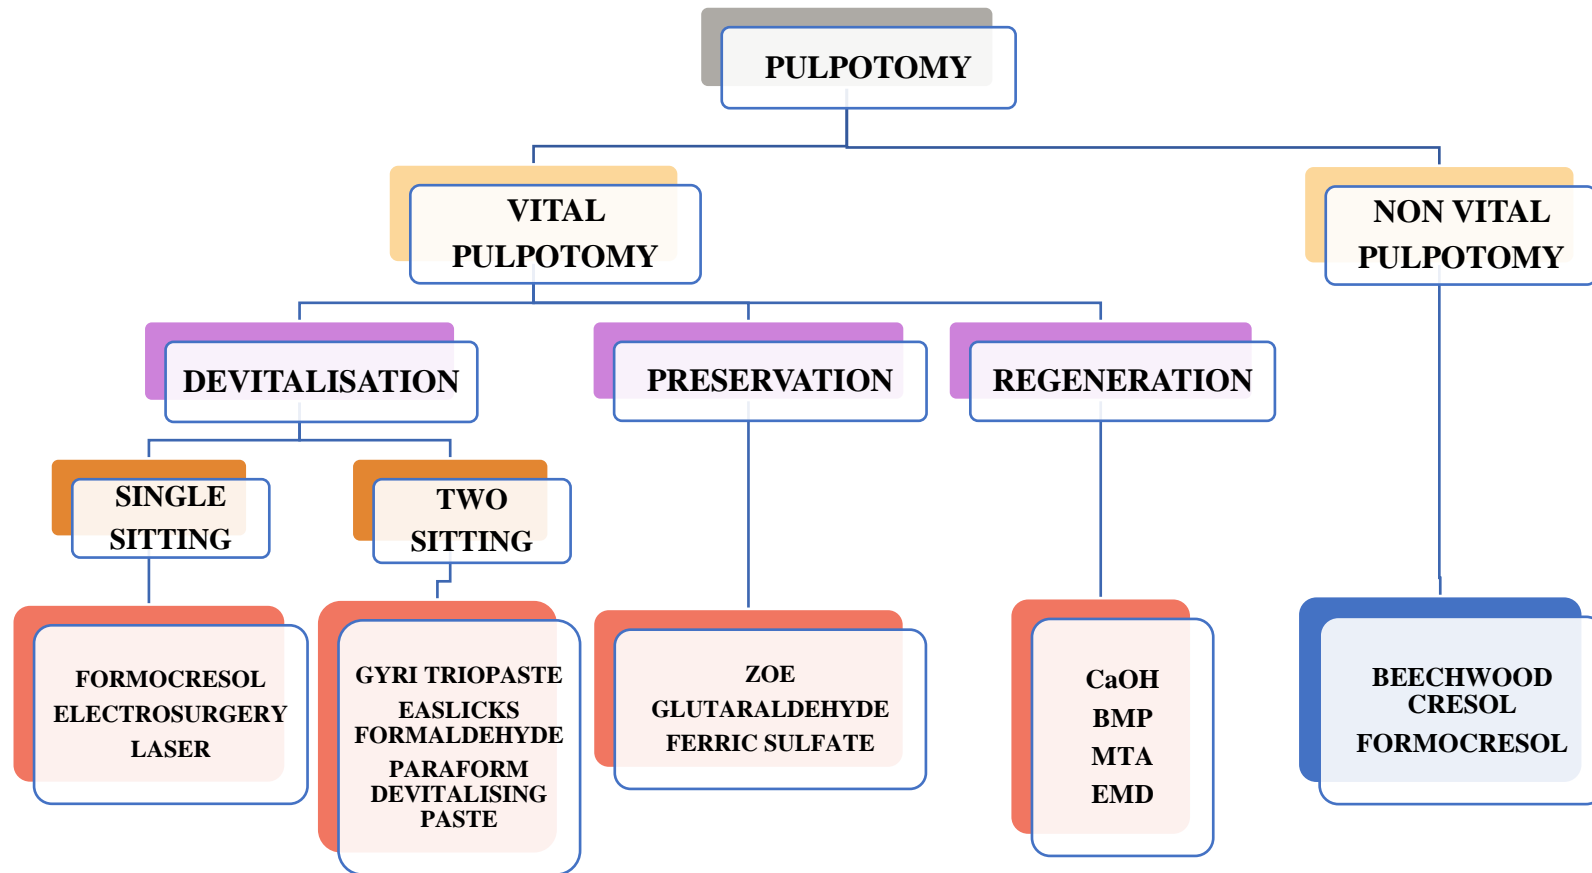 PULPOTOMY
VITAL
PULPOTOMY
NON VITAL
PULPOTOMY
DEVITALISATION
PRESERVATION
REGENERATION
SINGLE
SITTING
TWO
SITTING
FORMOCRESOL
ELECTROSURGERY
LASER
GYRI TRIOPASTE
EASLICKS
FORMALDEHYDE
PARAFORM
DEVITALISING
PASTE
ZOE
GLUTARALDEHYDE
FERRIC SULFATE
CaOH
BMP
MTA
EMD
BEECHWOOD
CRESOL
FORMOCRESOL